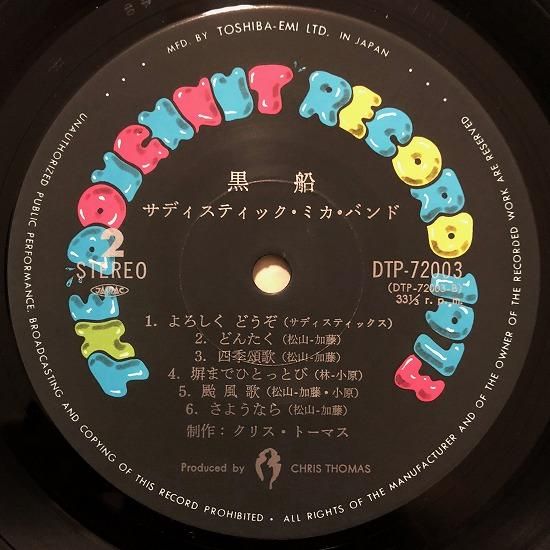 MFD. BY TOSHIBA-EMI LTD. IN JAPAN
DOUGHNUT RECORD
黒船
サディスティック・ミカ・バンド
2
STEREO
DTP-72003
(DTP-72003-B)
33⅓ r. p. m.
1. よろしく どうぞ (サディスティックス)
2. どんたく (松山-加藤)
3. 四季頌歌 (松山-加藤)
4. 塀までひとっとび (林-小原)
5. 颱風歌 (松山-加藤・小原)
6. さようなら (松山-加藤)
制作：クリス・トーマス
Produced by CHRIS THOMAS
UNAUTHORIZED PUBLIC PERFORMANCE, BROADCASTING AND COPYING OF THIS RECORD PROHIBITED • ALL RIGHTS OF THE MANUFACTURER AND OF THE OWNER OF THE RECORDED WORK ARE RESERVED